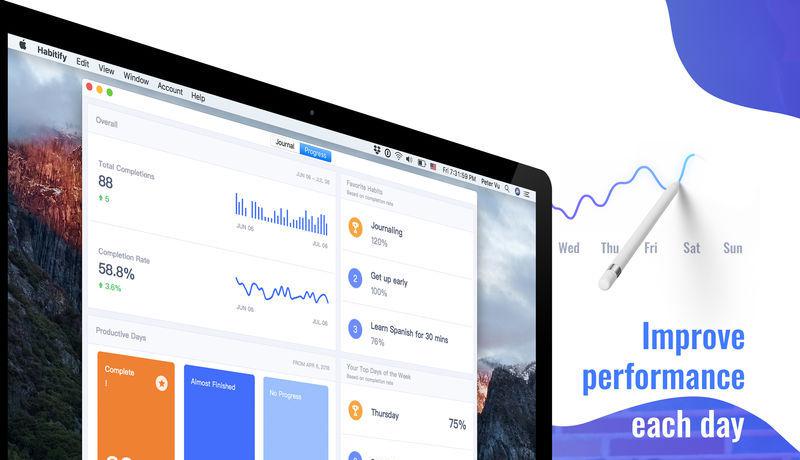 Habitify Edit View Window Account Help
Fri 7:31:59 PM Peter Vu
Journal Progress
Overall
JUN 06 – JUL 06
Total Completions
88
5
JUN 06 JUL 06
Completion Rate
58.8%
3.6%
JUN 06 JUL 06
Productive Days
FROM APR 5, 2018
Complete
!
Almost Finished
No Progress
Favorite Habits
Based on completion rate
Journaling
120%
2
Get up early
100%
3
Learn Spanish for 30 mins
76%
Your Top Days of the Week
Based on completion rate
Thursday
75%
Wed Thu Fri Sat Sun
Improve
performance
each day